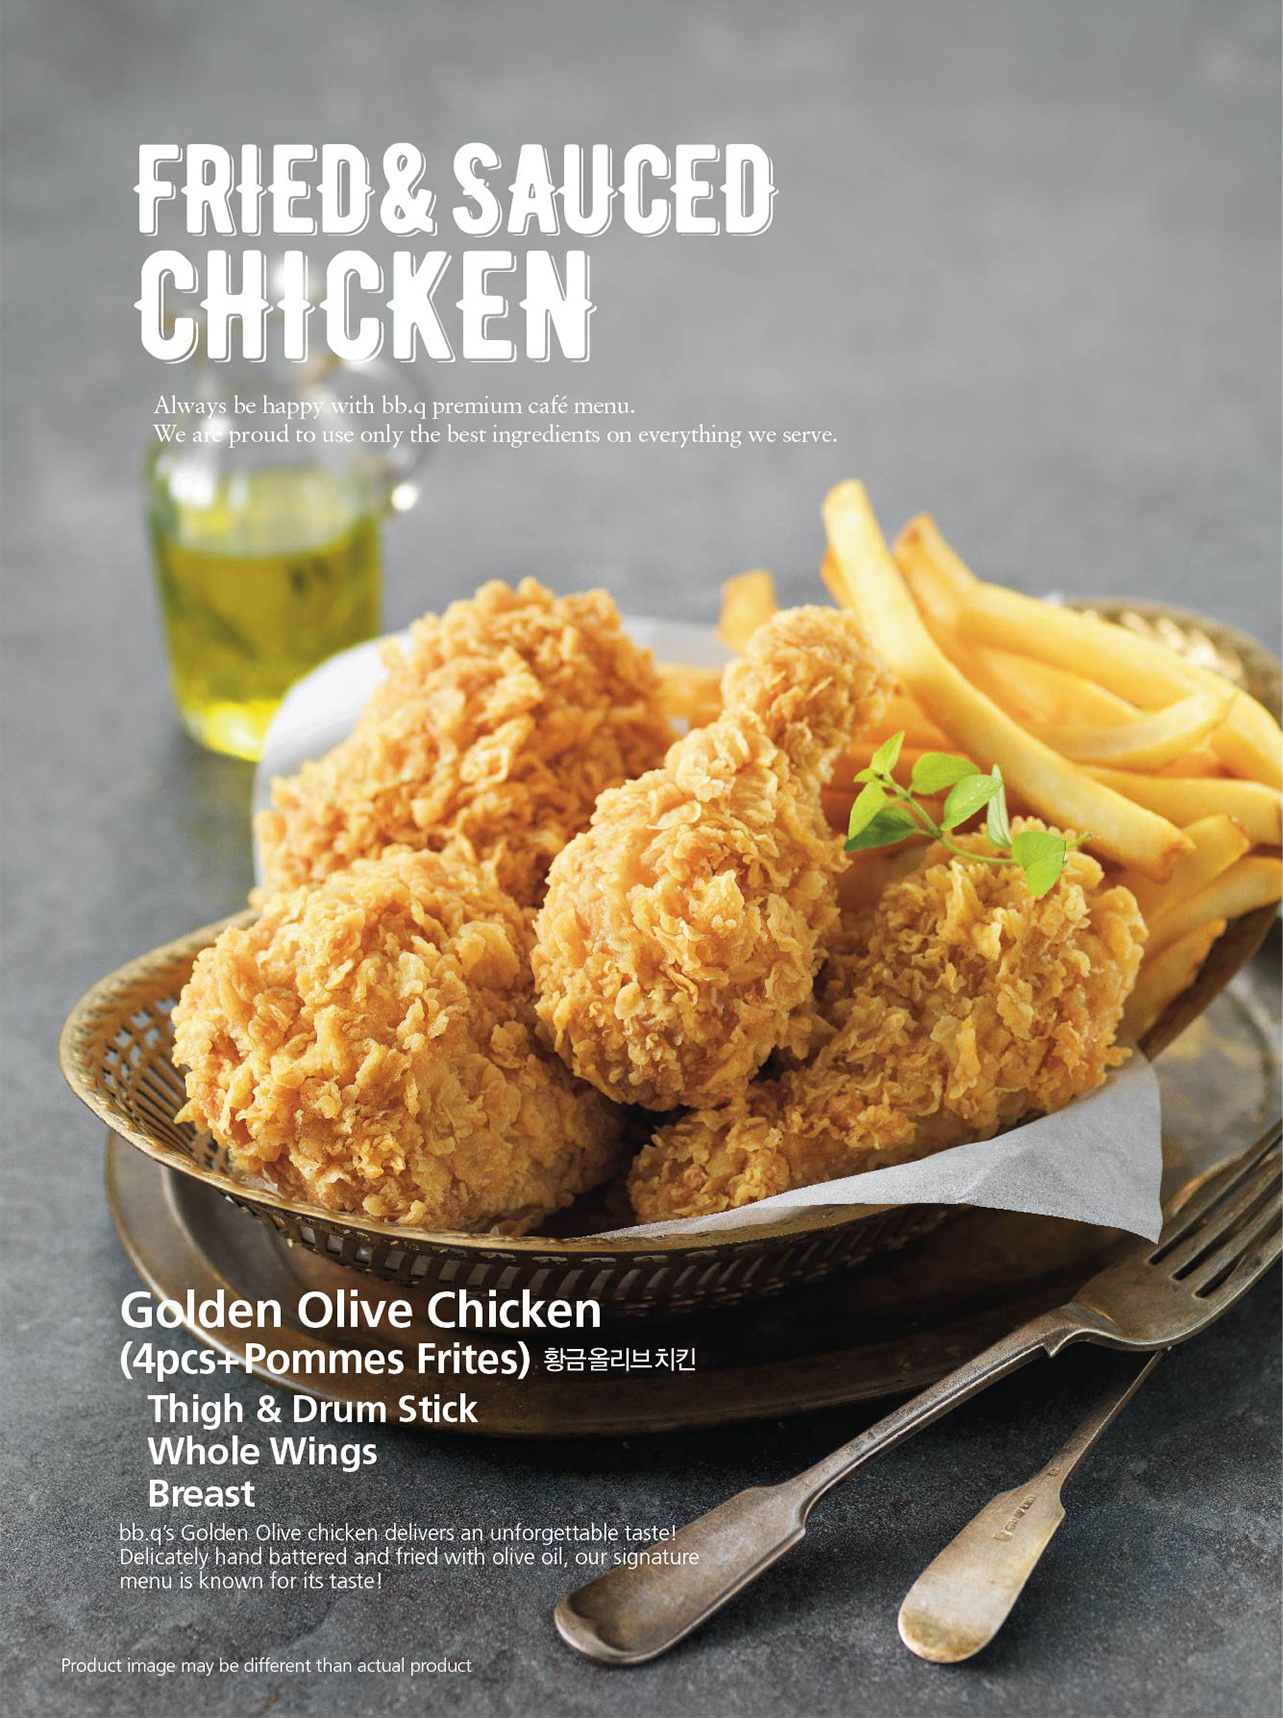 FRIED & SAUCED
CHICKEN
Always be happy with bb.q premium café menu.
We are proud to use only the best ingredients on everything we serve.
Golden Olive Chicken
(4pcs+Pommes Frites) 황금올리브치킨
Thigh & Drum Stick
Whole Wings
Breast
bb.q's Golden Olive chicken delivers an unforgettable taste!
Delicately hand battered and fried with olive oil, our signature
menu is known for its taste!
Product image may be different than actual product